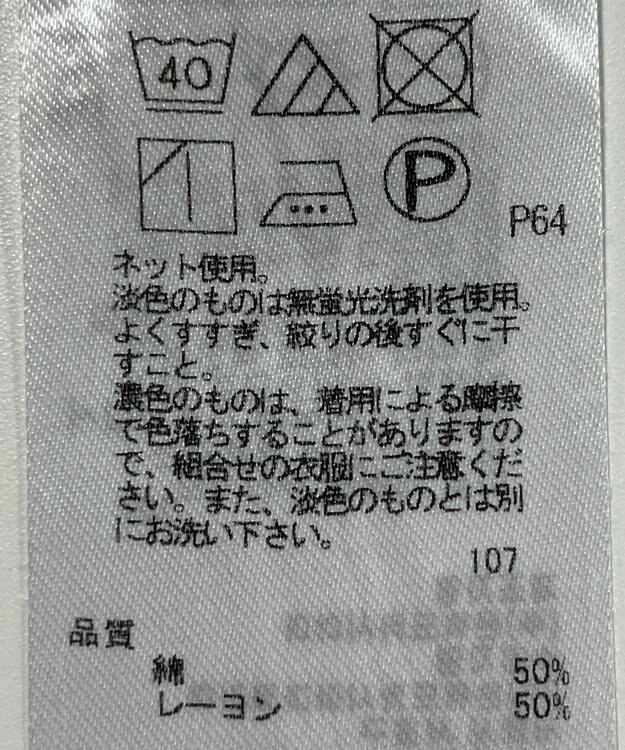 40
P
P64
ネット使用。
淡色のものは無蛍光洗剤を使用。
よくすすぎ、絞りの後すぐに干
すこと。
濃色のものは、着用による摩擦
で色落ちすることがありますの
で、組合せの衣服にご注意くだ
さい。また、淡色のものとは別
にお洗い下さい。
107
品質
綿 50%
レーヨン 50%